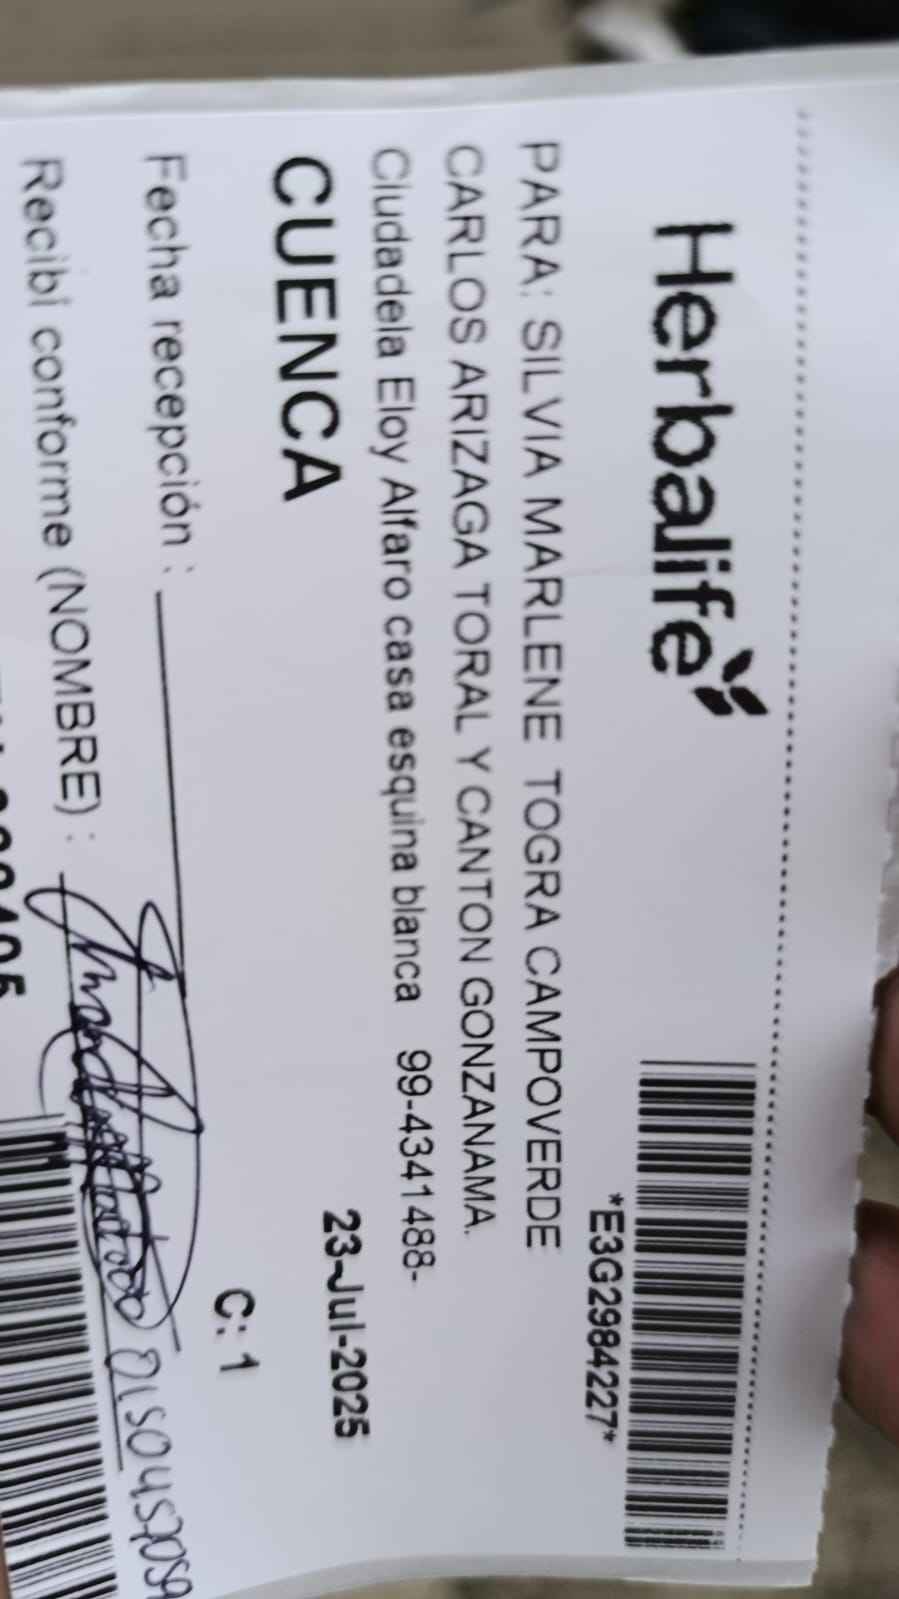 Herbalife
*E3G2984227*
PARA: SILVIA MARLENE TOGRA CAMPOVERDE
CARLOS ARIZAGA TORAL Y CANTON GONZANAMA.
Ciudadela Eloy Alfaro casa esquina blanca 99-4341488-
23-Jul-2025
CUENCA
C: 1
Fecha recepción :
Recibi conforme (NOMBRE) :